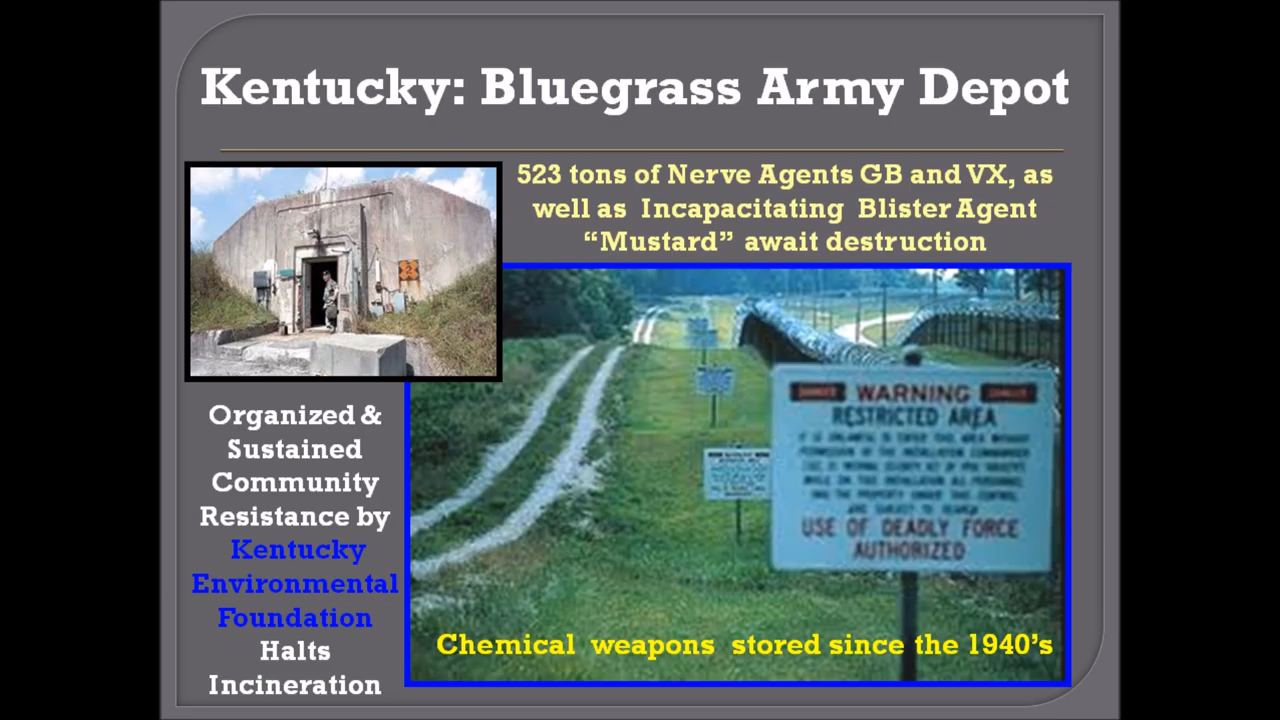 Kentucky: Bluegrass Army Depot
523 tons of Nerve Agents GB and VX, as
well as Incapacitating Blister Agent
“Mustard” await destruction
Organized &
Sustained
Community
Resistance by
Kentucky
Environmental
Foundation
Halts
Incineration
WARNING
RESTRICTED AREA
USE OF DEADLY FORCE
AUTHORIZED
Chemical weapons stored since the 1940’s